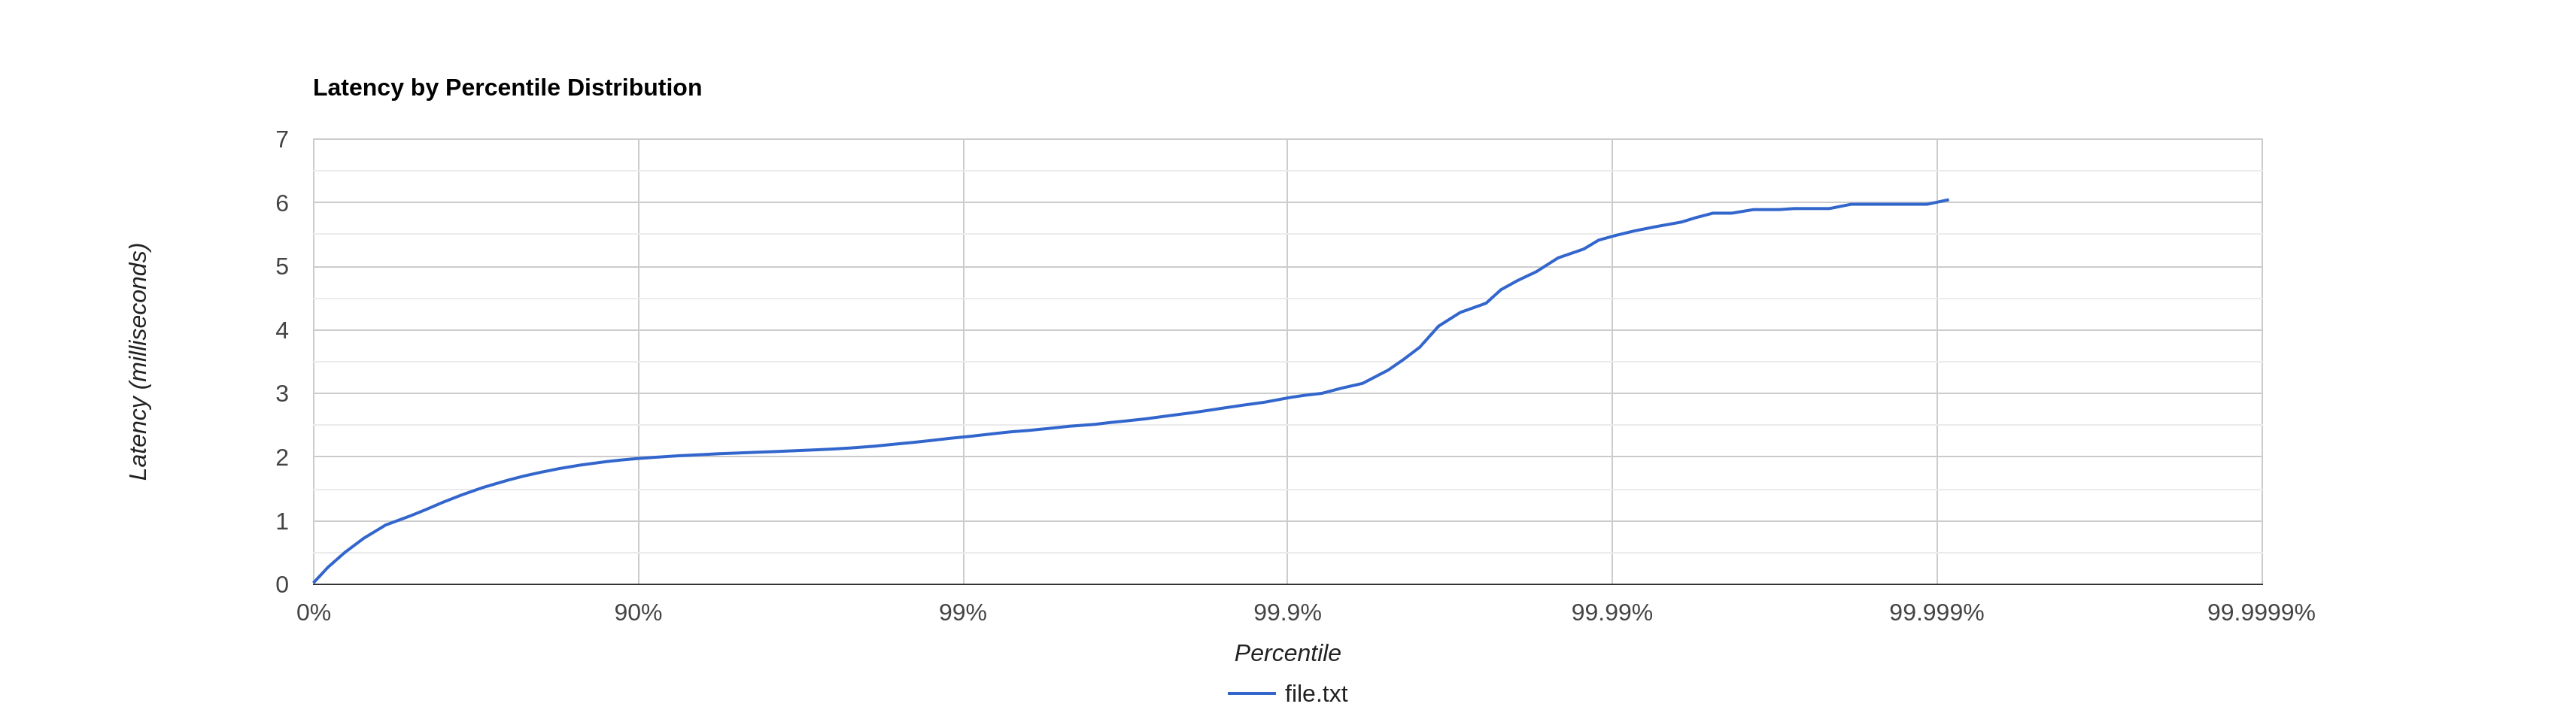 Latency by Percentile Distribution
Latency (milliseconds)
7
6
5
4
3
2
1
0
0% 90% 99% 99.9% 99.99% 99.999% 99.9999%
Percentile
file.txt